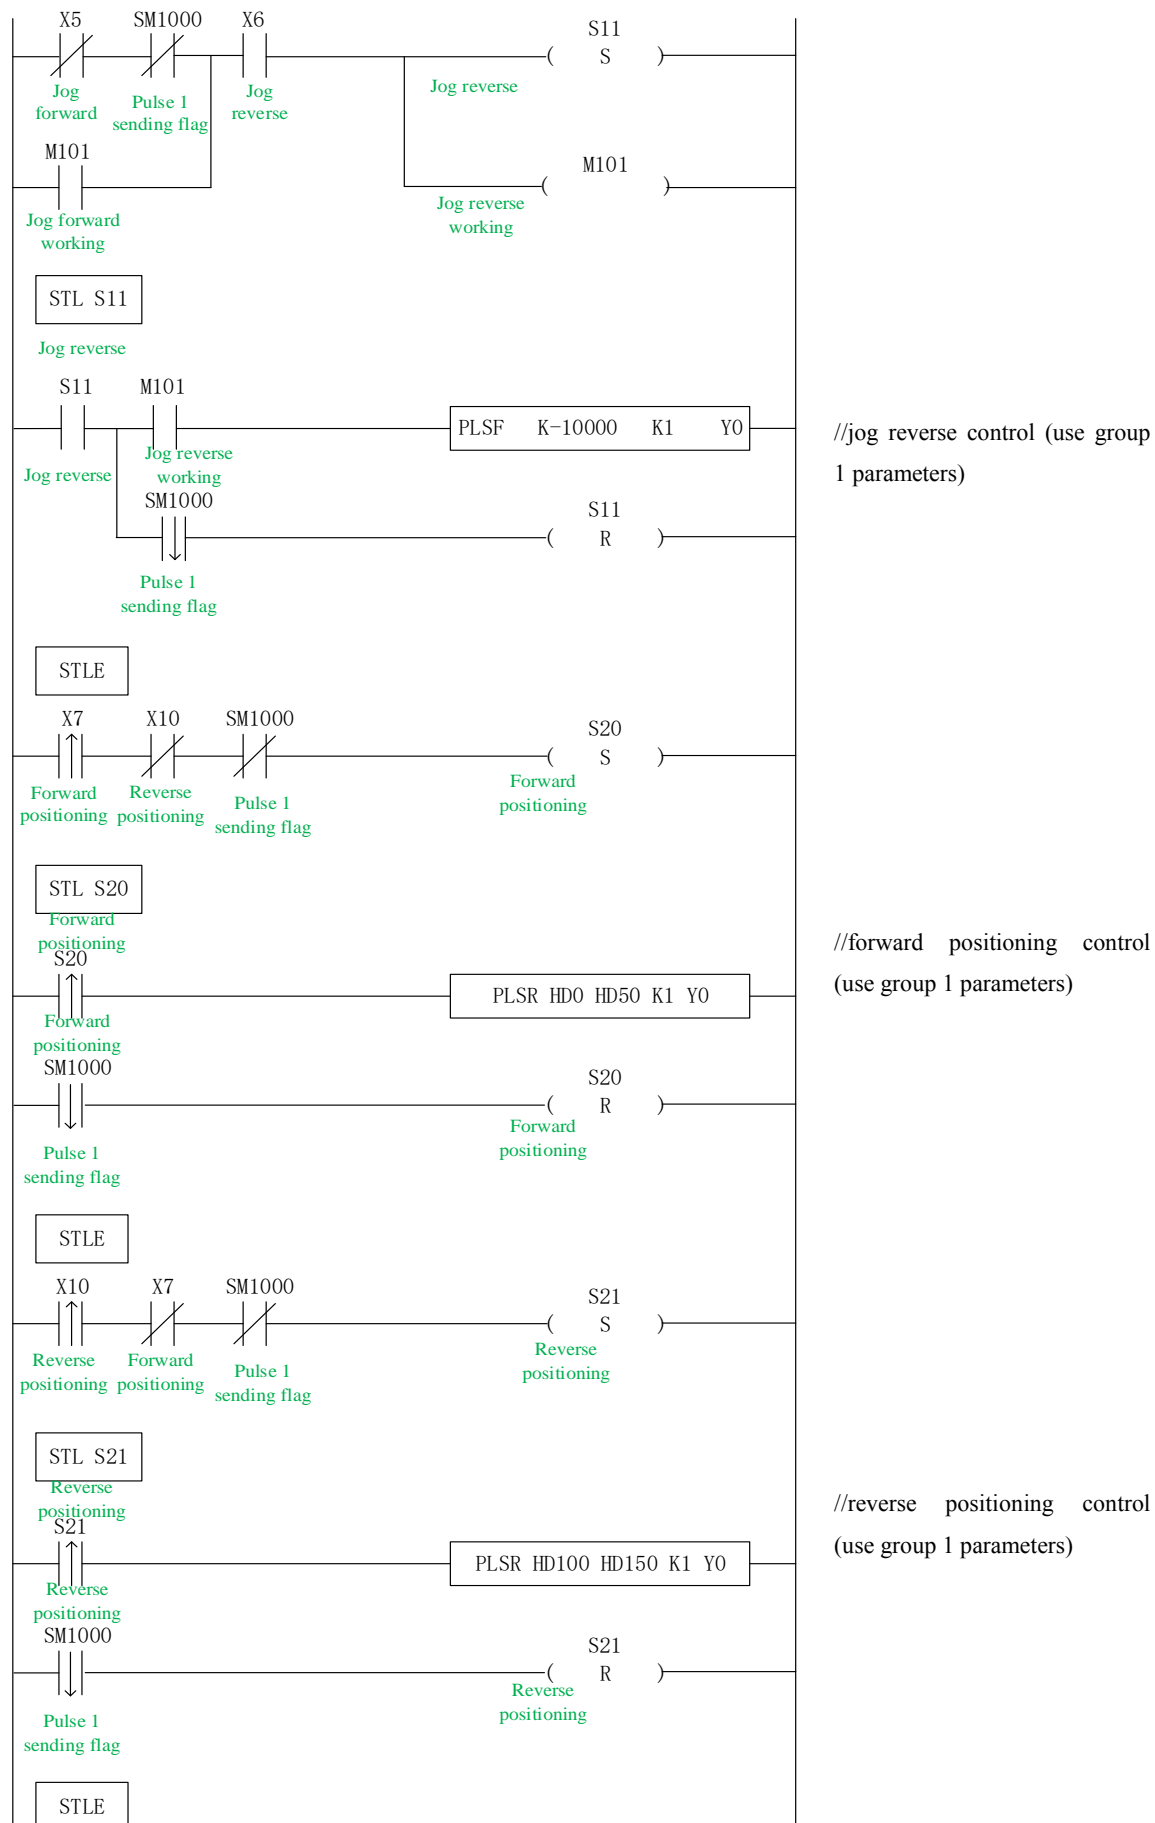 X5 SM1000 X6 S11
( S )
Jog forward Pulse 1 sending flag Jog reverse Jog reverse
M101 M101
( )
Jog forward working Jog reverse working
STL S11
Jog reverse
S11 M101
PLSF K-10000 K1 Y0
//jog reverse control (use group
1 parameters)
Jog reverse Jog reverse working
SM1000 S11
( R )
Pulse 1
sending flag
STLE
X7 X10 SM1000 S20
( S )
Forward positioning Reverse positioning Pulse 1 sending flag Forward positioning
STL S20
Forward
positioning
//forward positioning control
(use group 1 parameters)
S20
PLSR HD0 HD50 K1 Y0
Forward
positioning
SM1000 S20
( R )
Pulse 1 sending flag Forward positioning
STLE
X10 X7 SM1000 S21
( S )
Reverse positioning Forward positioning Pulse 1 sending flag Reverse positioning
STL S21
Reverse
positioning
//reverse positioning control
(use group 1 parameters)
S21
PLSR HD100 HD150 K1 Y0
Reverse
positioning
SM1000 S21
( R )
Pulse 1 sending flag Reverse positioning
STLE